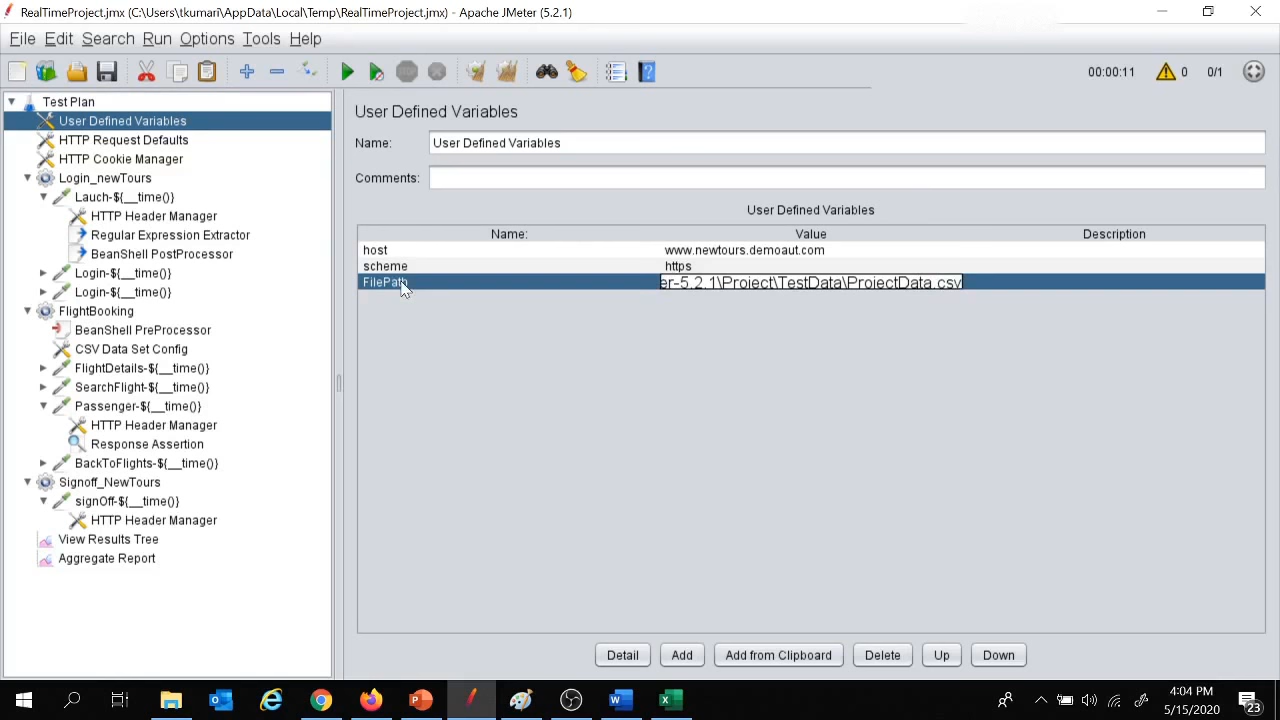 RealTimeProject.jmx (C:\Users\tkumari\AppData\Local\Temp\RealTimeProject.jmx) - Apache JMeter (5.2.1)
File Edit Search Run Options Tools Help
00:00:11 0 0/1
Test Plan
User Defined Variables
HTTP Request Defaults
HTTP Cookie Manager
Login_newTours
Lauch-${__time()}
HTTP Header Manager
Regular Expression Extractor
BeanShell PostProcessor
Login-${__time()}
Login-${__time()}
FlightBooking
BeanShell PreProcessor
CSV Data Set Config
FlightDetails-${__time()}
SearchFlight-${__time()}
Passenger-${__time()}
HTTP Header Manager
Response Assertion
BackToFlights-${__time()}
Signoff_NewTours
signOff-${__time()}
HTTP Header Manager
View Results Tree
Aggregate Report
User Defined Variables
Name: User Defined Variables
Comments:
User Defined Variables
Name: Value Description
host www.newtours.demoaut.com
scheme https
FilePath er-5.2.1\Project\TestData\ProjectData.csv
Detail Add Add from Clipboard Delete Up Down
4:04 PM
5/15/2020
23